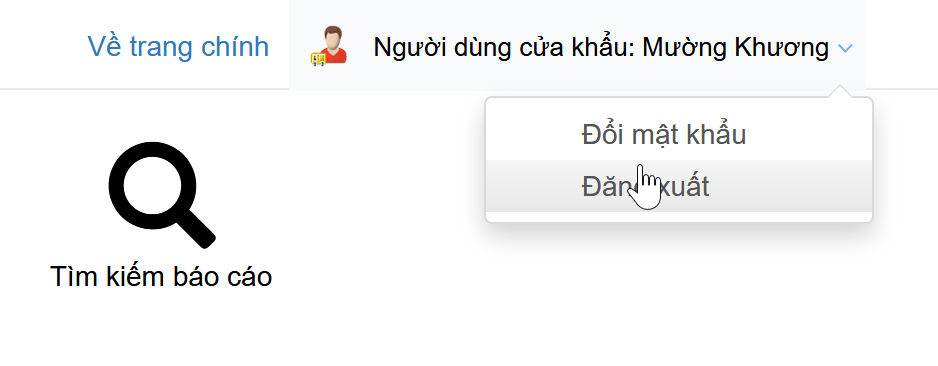 Về trang chính
Người dùng cửa khẩu: Mường Khương
Đổi mật khẩu
Đăng xuất
Tìm kiếm báo cáo